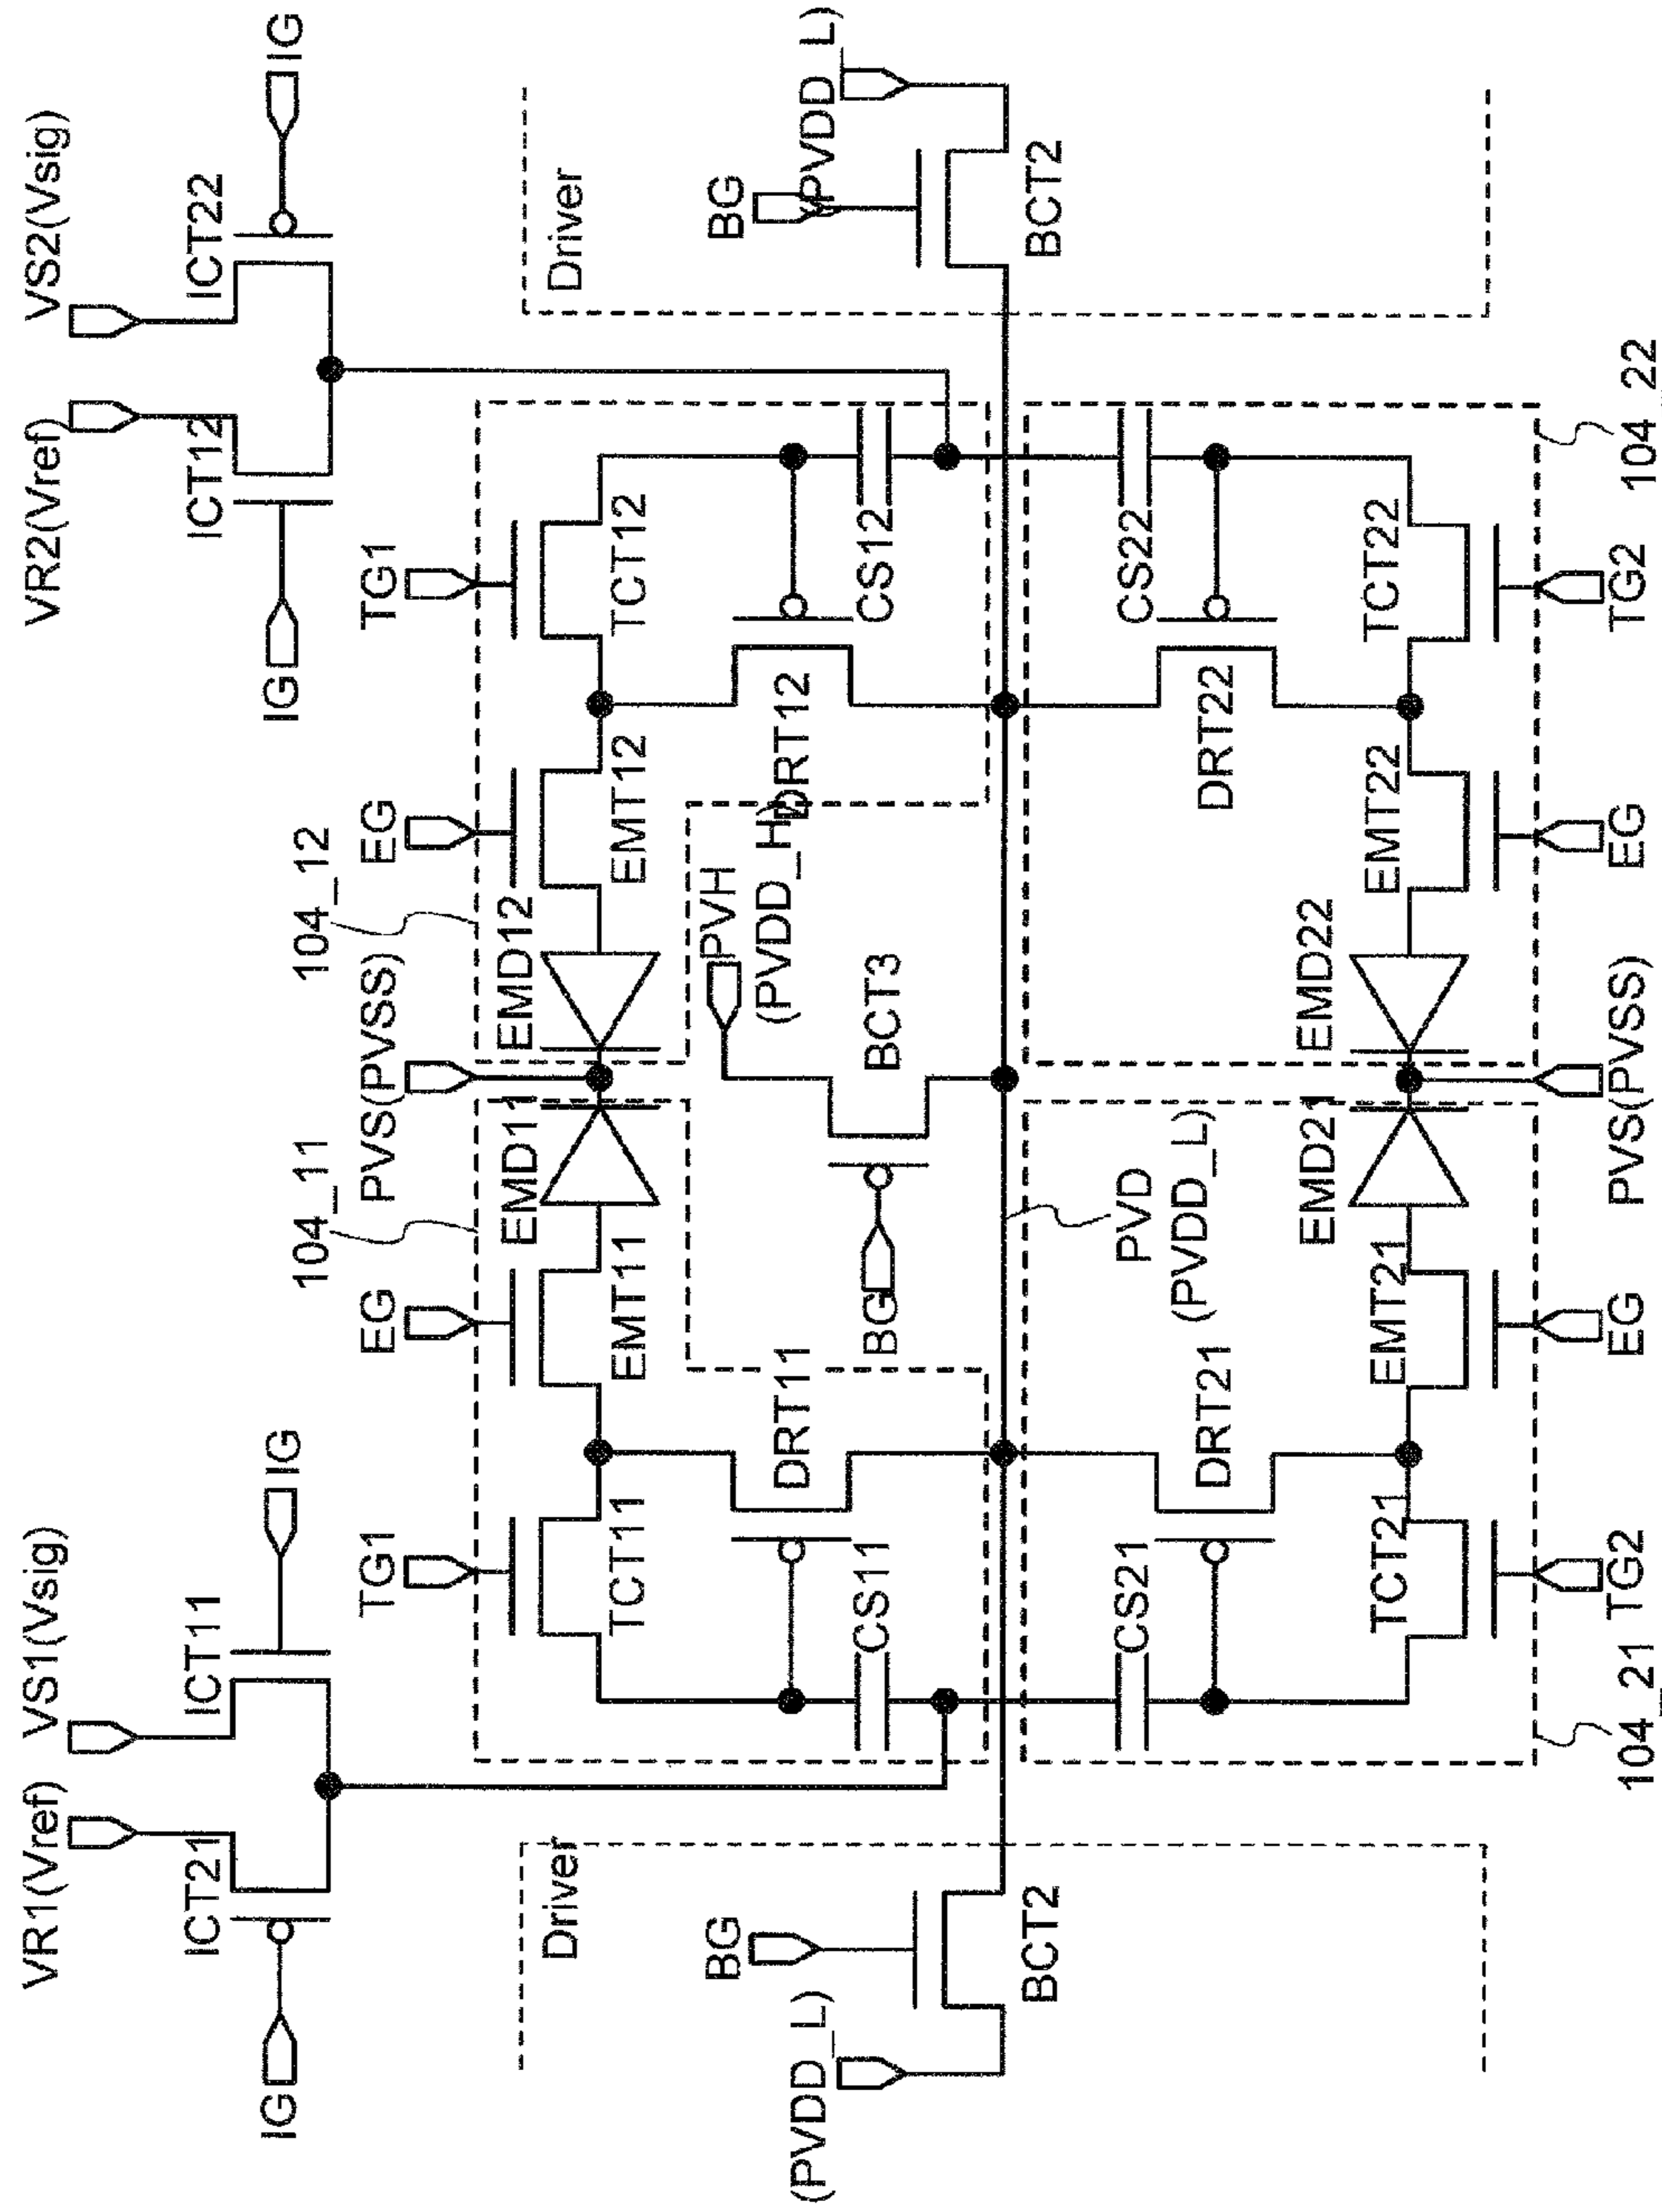 VR1(Vref)
VS1(Vsig)
VR2(Vref)
VS2(Vsig)
ICT21
ICT11
ICT12
ICT22
IG
IG
IG
IG
104_11
104_12
TG1
EG
PVS(PVSS)
EG
TG1
EMD11
EMD12
Driver
Driver
TCT11
EMT11
EMT12
TCT12
BG
PVH
(PVDD_H)
BG
(PVDD_L)
(PVDD_L)
DRT11
DRT12
CS11
BG
BCT3
CS12
BCT2
BCT2
PVD
(PVDD_L)
CS21
DRT21
DRT22
CS22
EMD21
EMD22
TCT21
EMT21
EMT22
TCT22
104_21
TG2
EG
PVS(PVSS)
EG
TG2
104_22